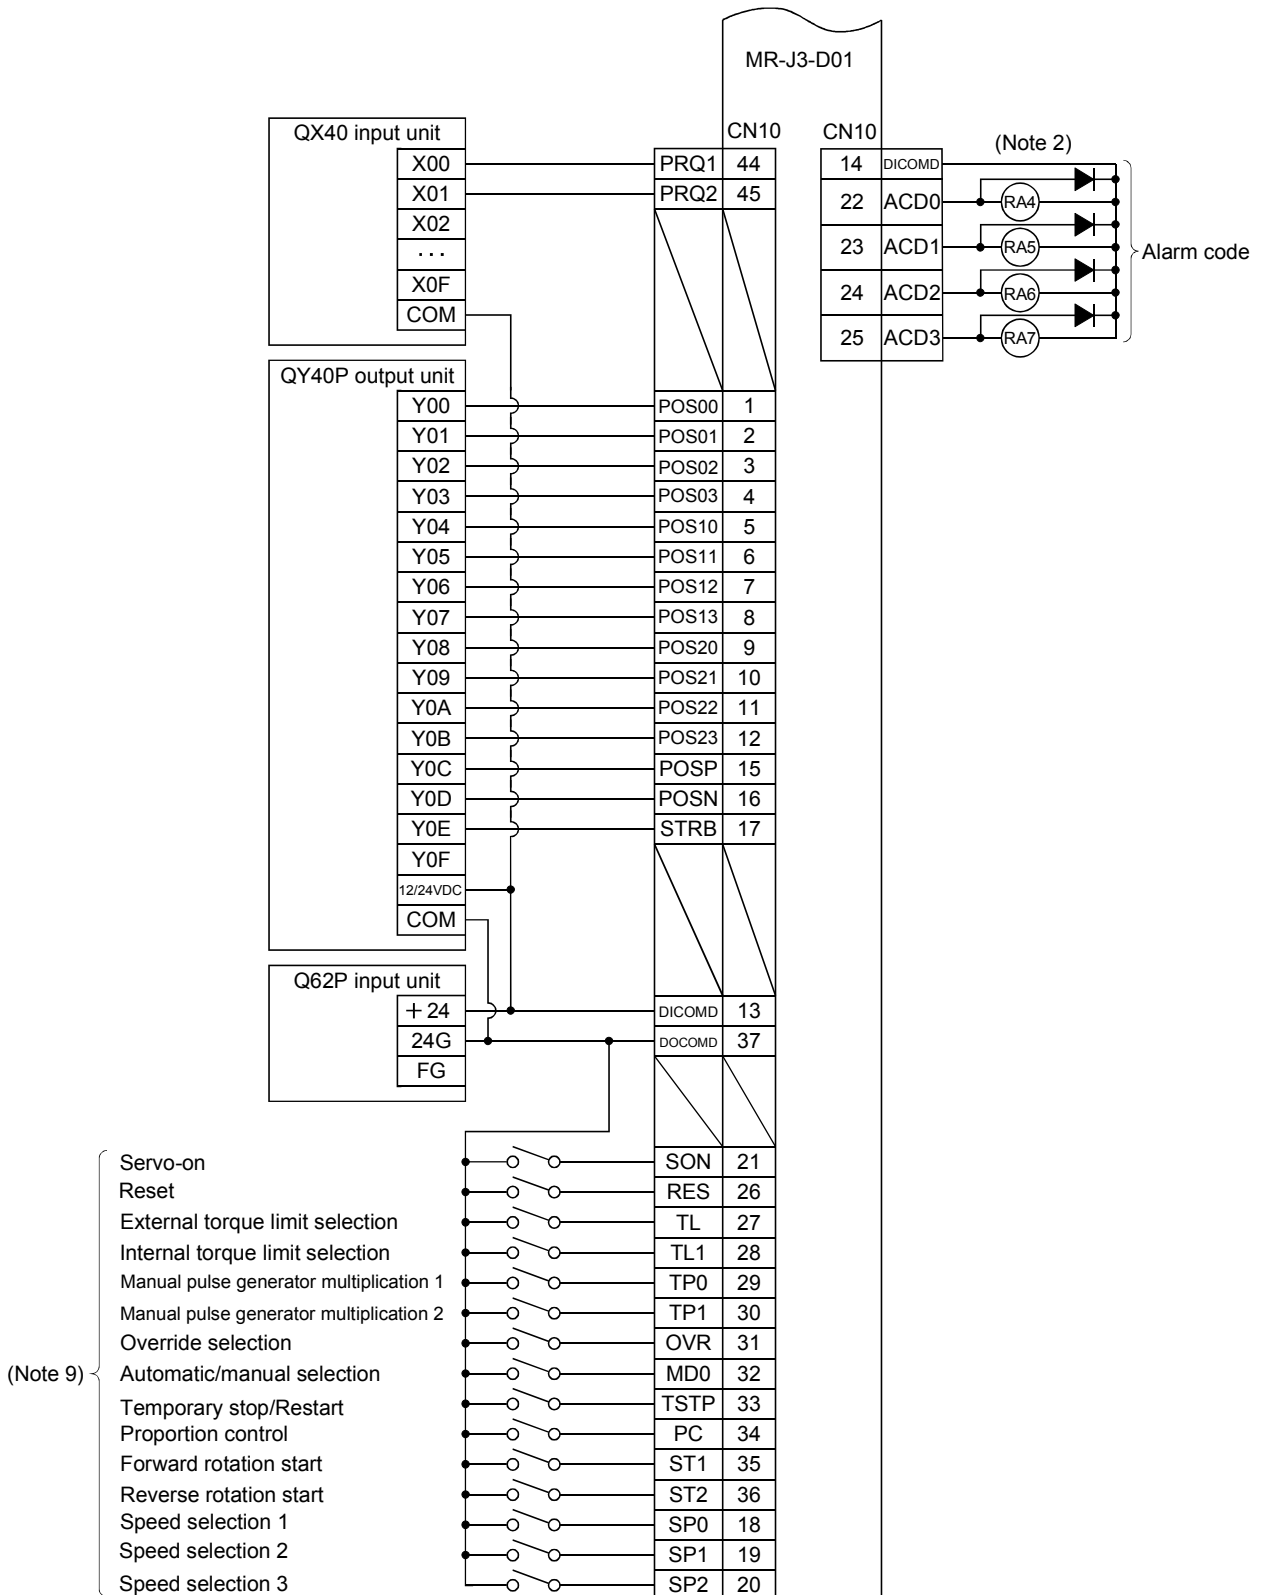 MR-J3-D01
QX40 input unit
CN10
CN10
(Note 2)
X00 PRQ1 44
X01 PRQ2 45
X02
...
X0F
COM
14 DICOMD
22 ACD0 RA4
23 ACD1 RA5
24 ACD2 RA6
25 ACD3 RA7
Alarm code
QY40P output unit
Y00 POS00 1
Y01 POS01 2
Y02 POS02 3
Y03 POS03 4
Y04 POS10 5
Y05 POS11 6
Y06 POS12 7
Y07 POS13 8
Y08 POS20 9
Y09 POS21 10
Y0A POS22 11
Y0B POS23 12
Y0C POSP 15
Y0D POSN 16
Y0E STRB 17
Y0F
12/24VDC
COM
Q62P input unit
+24 DICOMD 13
24G DOCOMD 37
FG
(Note 9)
Servo-on SON 21
Reset RES 26
External torque limit selection TL 27
Internal torque limit selection TL1 28
Manual pulse generator multiplication 1 TP0 29
Manual pulse generator multiplication 2 TP1 30
Override selection OVR 31
Automatic/manual selection MD0 32
Temporary stop/Restart TSTP 33
Proportion control PC 34
Forward rotation start ST1 35
Reverse rotation start ST2 36
Speed selection 1 SP0 18
Speed selection 2 SP1 19
Speed selection 3 SP2 20